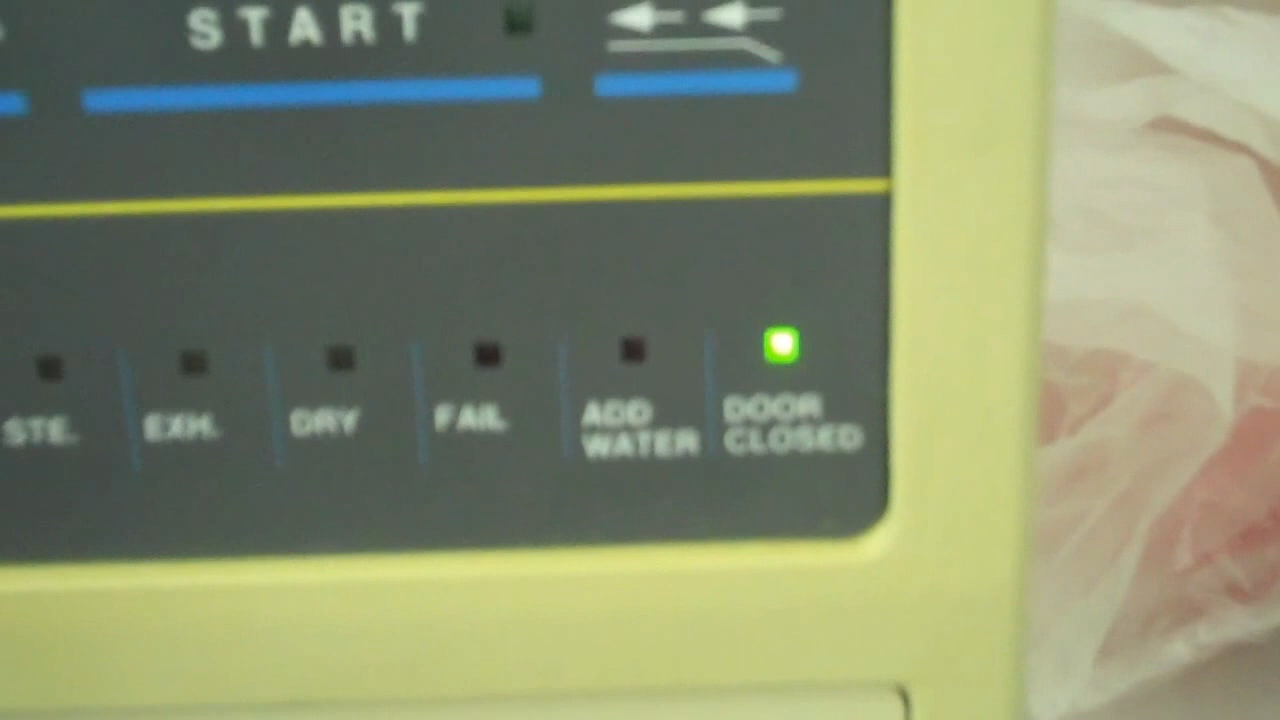 START
STE.
EXH.
DRY
FAIL
ADD
WATER
DOOR
CLOSED